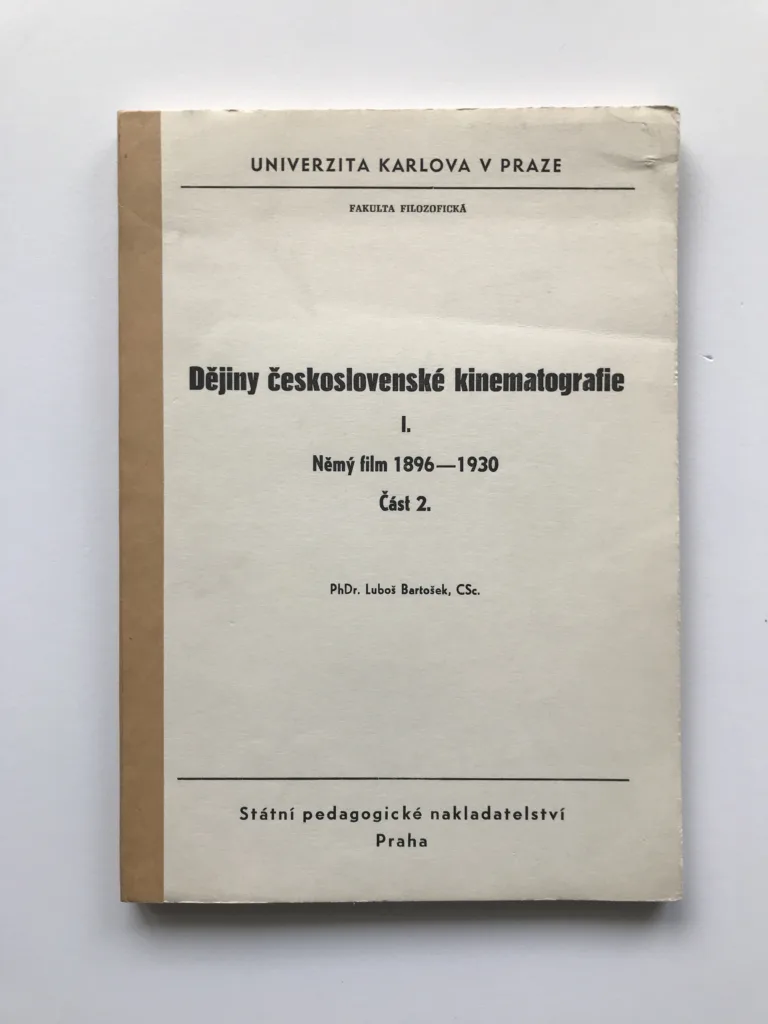 UNIVERZITA KARLOVA V PRAZE
FAKULTA FILOZOFICKÁ
Dějiny československé kinematografie
I.
Němý film 1896—1930
Část 2.
PhDr. Luboš Bartošek, CSc.
Státní pedagogické nakladatelství
Praha